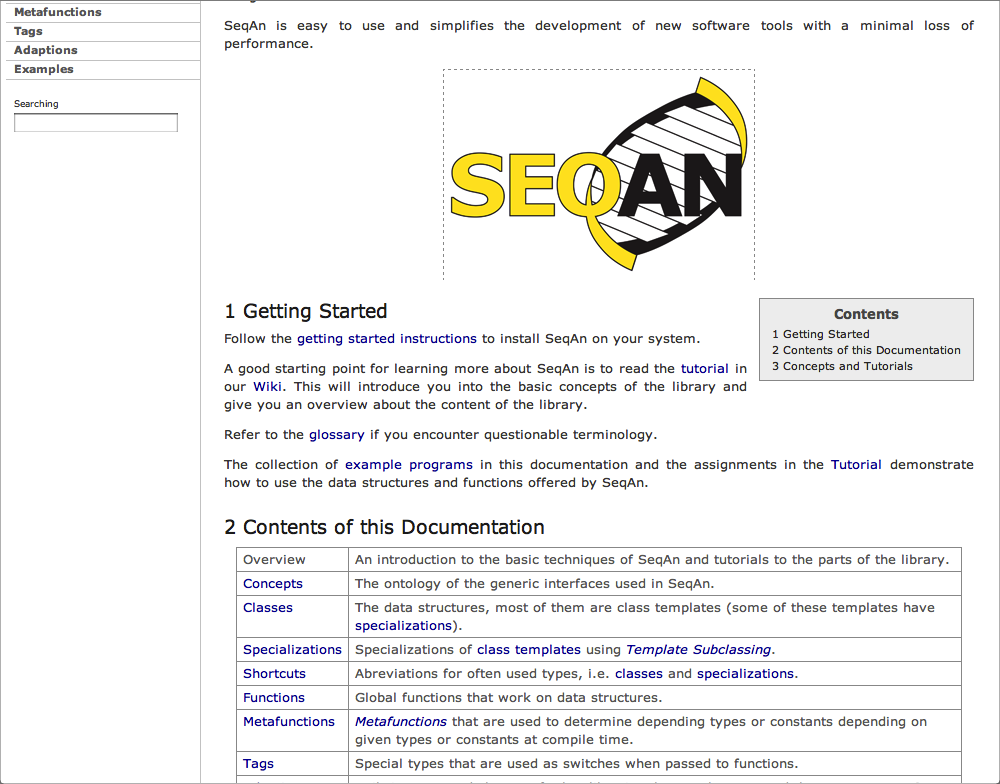 Metafunctions
Tags
Adaptions
Examples
Searching
SeqAn is easy to use and simplifies the development of new software tools with a minimal loss of
performance.
SEQAN
1 Getting Started
Follow the getting started instructions to install SeqAn on your system.
A good starting point for learning more about SeqAn is to read the tutorial in
our Wiki. This will introduce you into the basic concepts of the library and
give you an overview about the content of the library.
Refer to the glossary if you encounter questionable terminology.
The collection of example programs in this documentation and the assignments in the Tutorial demonstrate
how to use the data structures and functions offered by SeqAn.
Contents
1 Getting Started
2 Contents of this Documentation
3 Concepts and Tutorials
2 Contents of this Documentation
Overview An introduction to the basic techniques of SeqAn and tutorials to the parts of the library.
Concepts The ontology of the generic interfaces used in SeqAn.
Classes The data structures, most of them are class templates (some of these templates have
specializations).
Specializations Specializations of class templates using Template Subclassing.
Shortcuts Abreviations for often used types, i.e. classes and specializations.
Functions Global functions that work on data structures.
Metafunctions Metafunctions that are used to determine depending types or constants depending on
given types or constants at compile time.
Tags Special types that are used as switches when passed to functions.